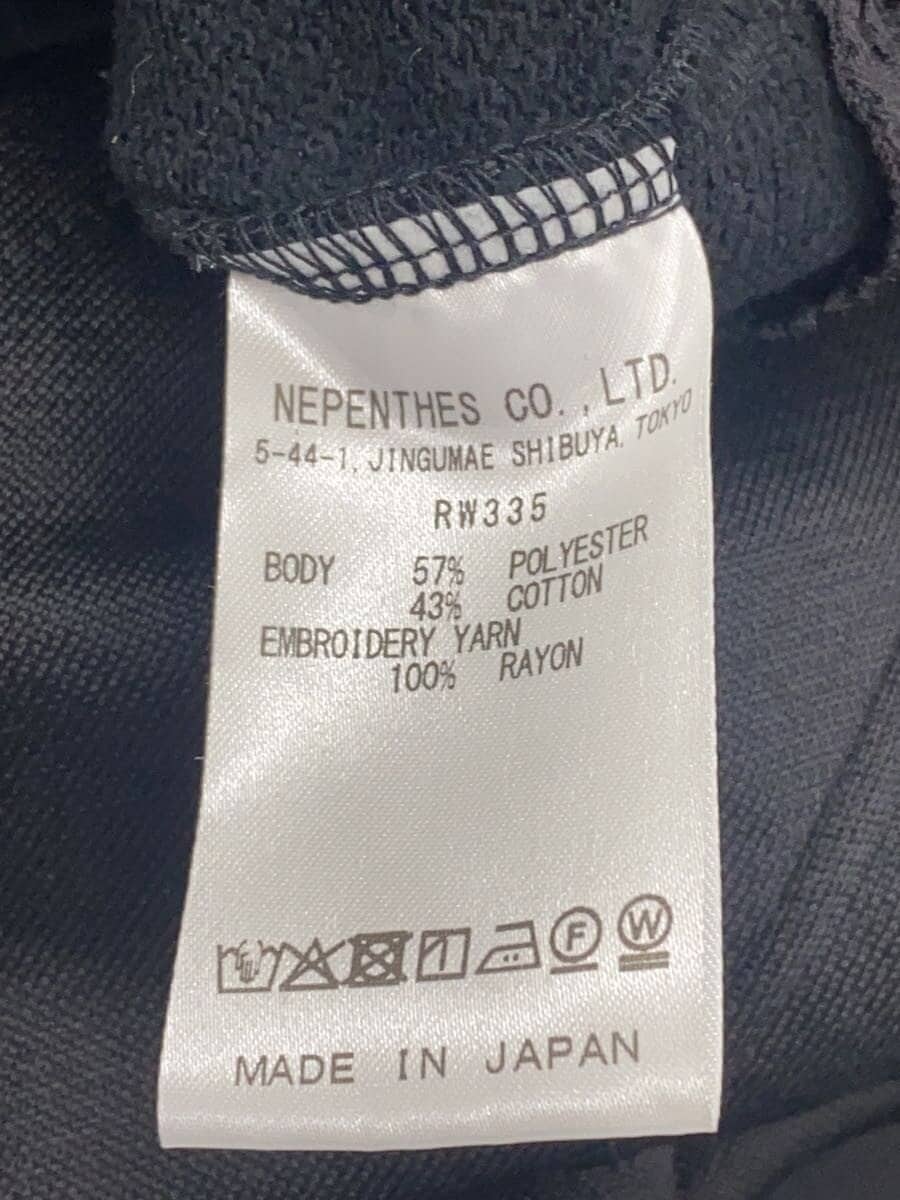 NEPENTHES CO., LTD.
5-44-1, JINGUMAE SHIBUYA, TOKYO
RW335
BODY 57% POLYESTER
43% COTTON
EMBROIDERY YARN
100% RAYON
F W
MADE IN JAPAN